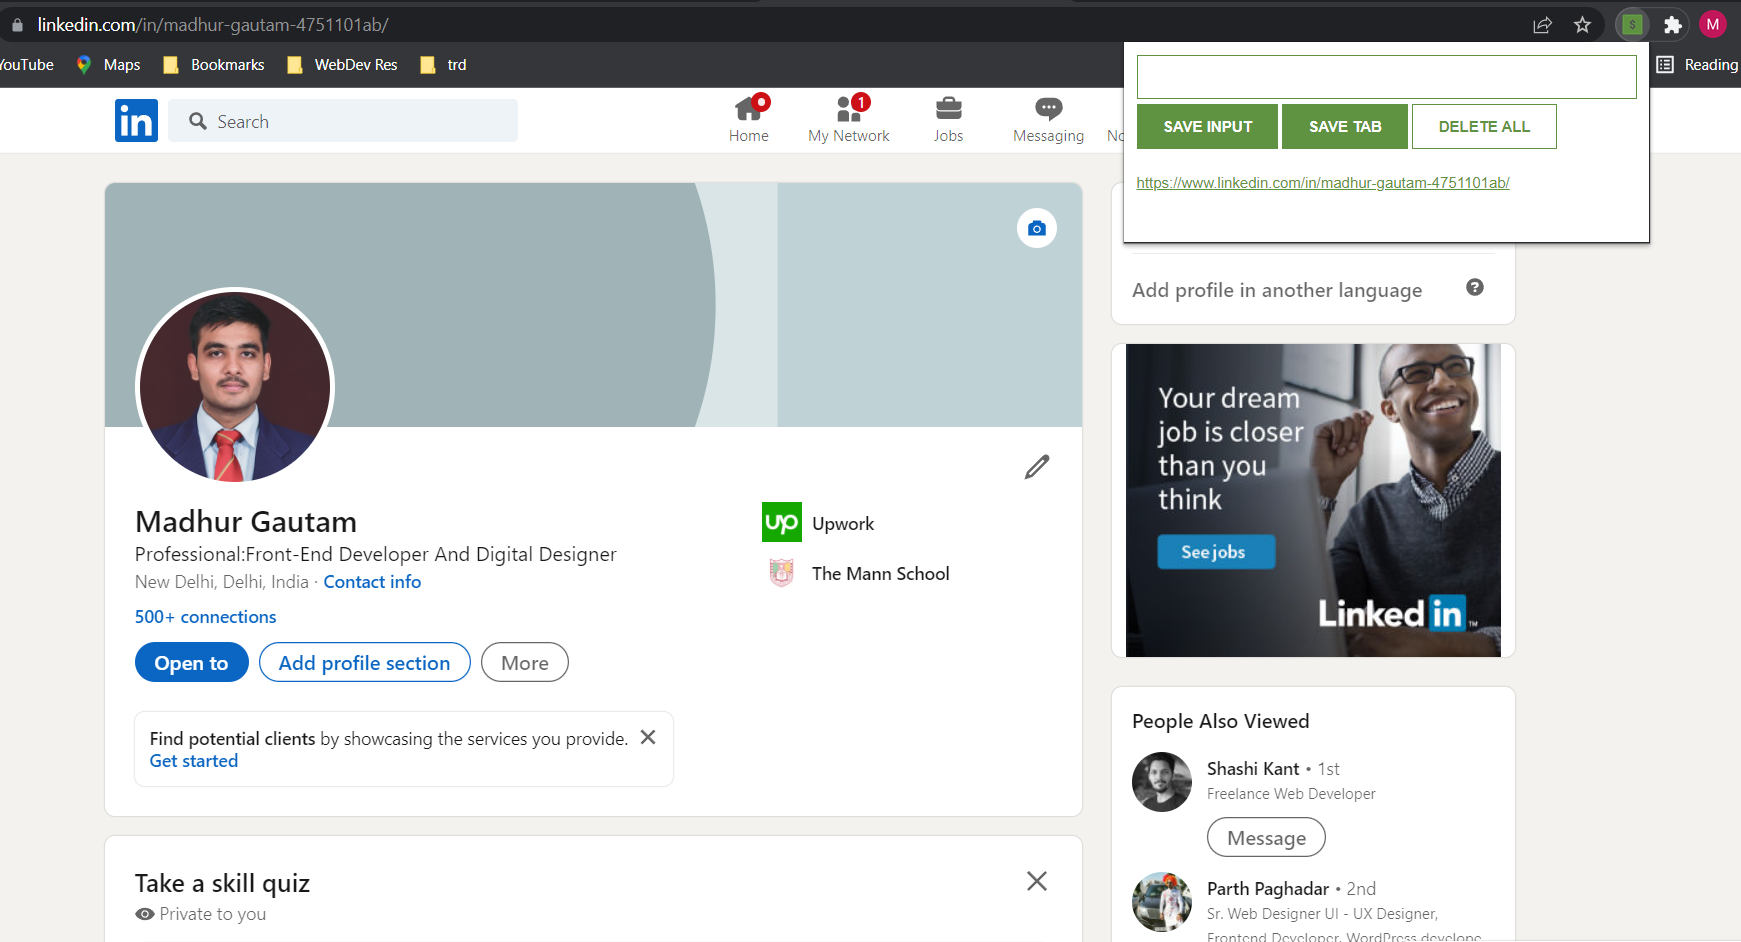 linkedin.com/in/madhur-gautam-4751101ab/
$
M
YouTube
Maps
Bookmarks
WebDev Res
trd
Reading
SAVE INPUT
SAVE TAB
DELETE ALL
https://www.linkedin.com/in/madhur-gautam-4751101ab/
in
Search
Home
1
My Network
Jobs
Messaging
No
Add profile in another language
?
Your dream
job is closer
than you
think
See jobs
Linked in ™
Madhur Gautam
Professional:Front-End Developer And Digital Designer
New Delhi, Delhi, India · Contact info
500+ connections
Open to
Add profile section
More
up Upwork
The Mann School
Find potential clients by showcasing the services you provide.
Get started
Take a skill quiz
Private to you
People Also Viewed
Shashi Kant • 1st
Freelance Web Developer
Message
Parth Paghadar • 2nd
Sr. Web Designer UI - UX Designer,
Frontend Developer, WordPress develope